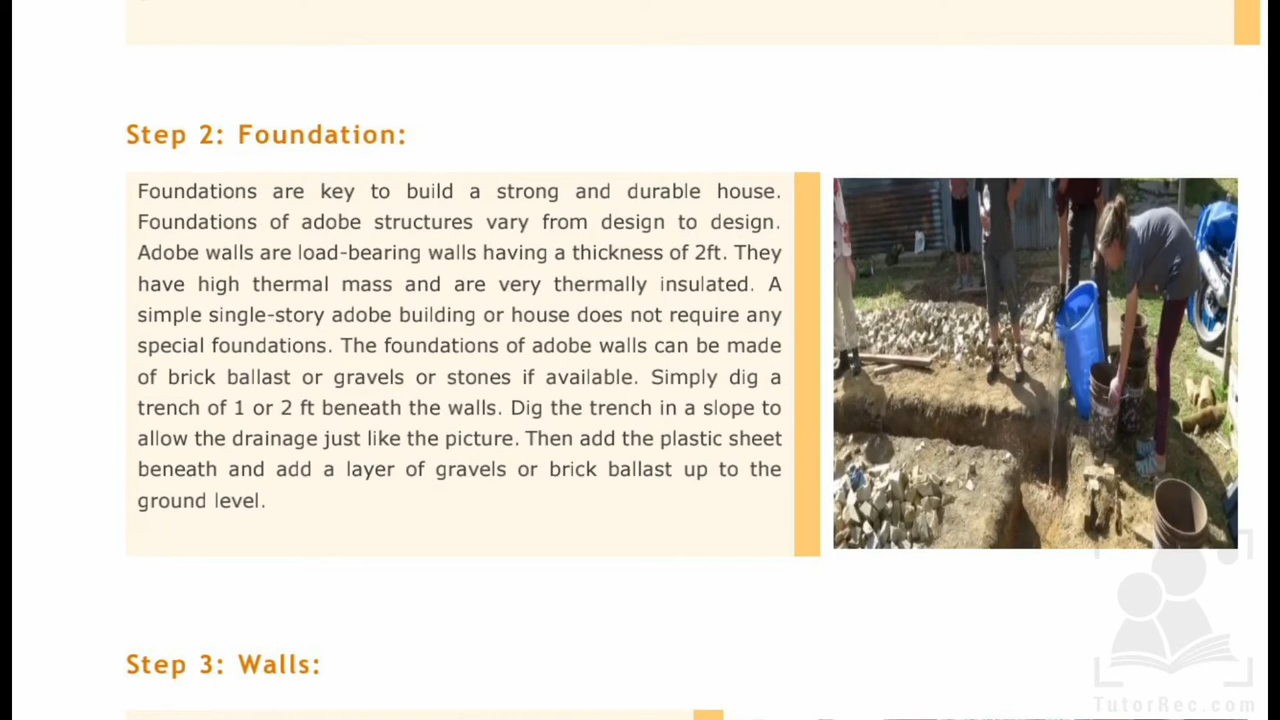 Step 2: Foundation:
Foundations are key to build a strong and durable house.
Foundations of adobe structures vary from design to design.
Adobe walls are load-bearing walls having a thickness of 2ft. They
have high thermal mass and are very thermally insulated. A
simple single-story adobe building or house does not require any
special foundations. The foundations of adobe walls can be made
of brick ballast or gravels or stones if available. Simply dig a
trench of 1 or 2 ft beneath the walls. Dig the trench in a slope to
allow the drainage just like the picture. Then add the plastic sheet
beneath and add a layer of gravels or brick ballast up to the
ground level.
Step 3: Walls:
TutorRec.com